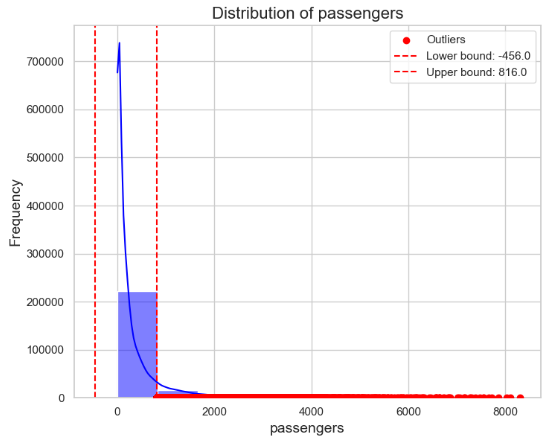 Distribution of passengers
Outliers
Lower bound: -456.0
Upper bound: 816.0
700000
600000
500000
400000
300000
200000
100000
0
Frequency
0
2000
4000
6000
8000
passengers